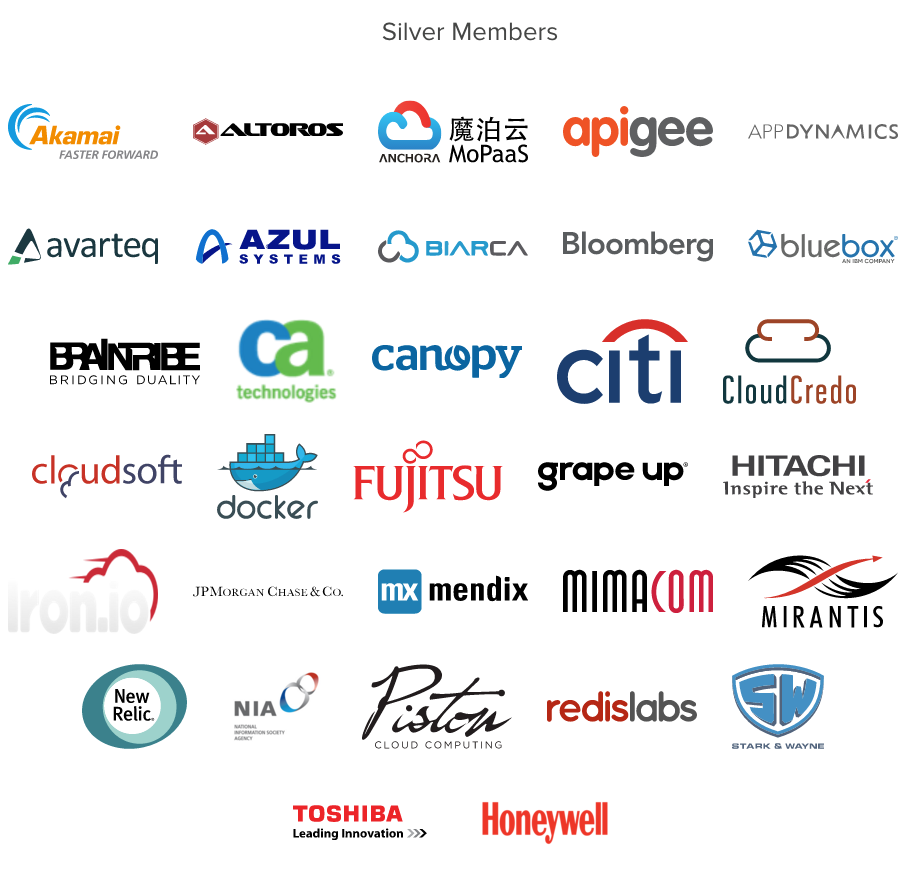 Silver Members
Akamai
FASTER FORWARD
ALTOROS
ANCHORA
魔泊云
MoPaaS
apigee
APPDYNAMICS
avarteq
AZUL
SYSTEMS
BIARCA
Bloomberg
bluebox®
AN IBM COMPANY
BRAINTRIBE
BRIDGING DUALITY
ca
technologies®
canopy
citi
CloudCredo
cloudsoft
docker
FUJITSU
grape up®
HITACHI
Inspire the Next
Iron.io
JPMORGAN CHASE & CO.
mx mendix
MIMACOM
MIRANTIS
New
Relic®
NIA
NATIONAL
INFORMATION SOCIETY
AGENCY
Piston
CLOUD COMPUTING
redislabs
SW
STARK & WAYNE
TOSHIBA
Leading Innovation >>>
Honeywell